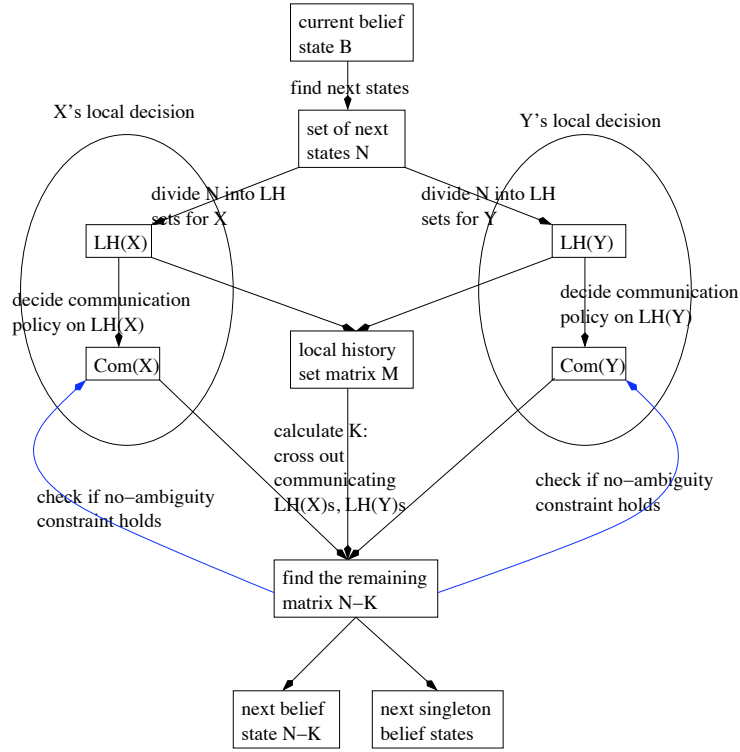 current belief
state B
find next states
X's local decision
set of next
states N
Y's local decision
divide N into LH
sets for X
divide N into LH
sets for Y
LH(X)
LH(Y)
decide communication
policy on LH(X)
decide communication
policy on LH(Y)
local history
set matrix M
Com(X)
Com(Y)
calculate K:
cross out
communicating
LH(X)s, LH(Y)s
check if no−ambiguity
constraint holds
check if no−ambiguity
constraint holds
find the remaining
matrix N−K
next belief
state N−K
next singleton
belief states